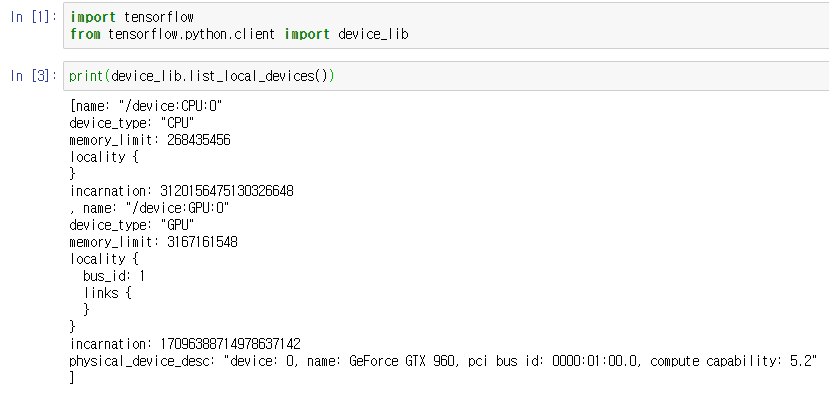 In [1]: import tensorflow
from tensorflow.python.client import device_lib
In [3]: print(device_lib.list_local_devices())
[name: "/device:CPU:0"
device_type: "CPU"
memory_limit: 268435456
locality {
}
incarnation: 3120156475130326648
, name: "/device:GPU:0"
device_type: "GPU"
memory_limit: 3167161548
locality {
  bus_id: 1
  links {
  }
}
incarnation: 17096388714978637142
physical_device_desc: "device: 0, name: GeForce GTX 960, pci bus id: 0000:01:00.0, compute capability: 5.2"
]